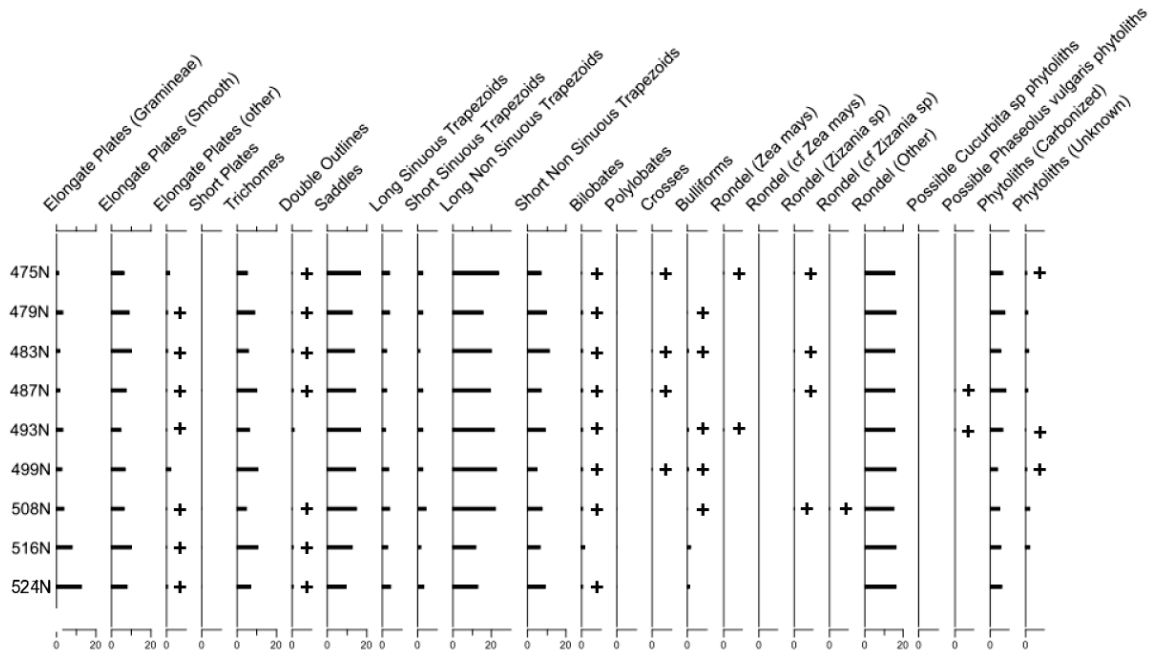 Elongate Plates (Gramineae)
Elongate Plates (Smooth)
Elongate Plates (other)
Short Plates
Trichomes
Double Outlines
Saddles
Long Sinuous Trapezoids
Short Sinuous Trapezoids
Long Non Sinuous Trapezoids
Short Non Sinuous Trapezoids
Bilobates
Polylobates
Crosses
Bulliforms
Rondel (Zea mays)
Rondel (cf Zea mays)
Rondel (Zizania sp)
Rondel (cf Zizania sp)
Rondel (Other)
Possible Cucurbita sp phytoliths
Possible Phaseolus vulgaris phytoliths
Phytoliths (Carbonized)
Phytoliths (Unknown)
475N
479N
483N
487N
493N
499N
508N
516N
524N
0 20 0 20 0 0 0 20 0 0 20 0 0 0 20 0 20 0 0 0 0 0 0 0 0 0 20 0 0 0 0